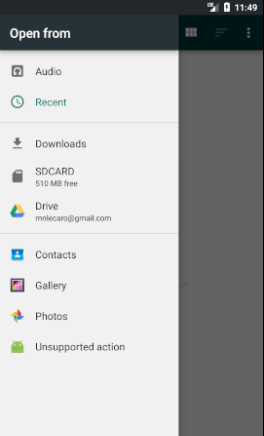 11:49
Open from
Audio
Recent
Downloads
SDCARD
510 MB free
Drive
mnlecaro@gmail.com
Contacts
Gallery
Photos
Unsupported action